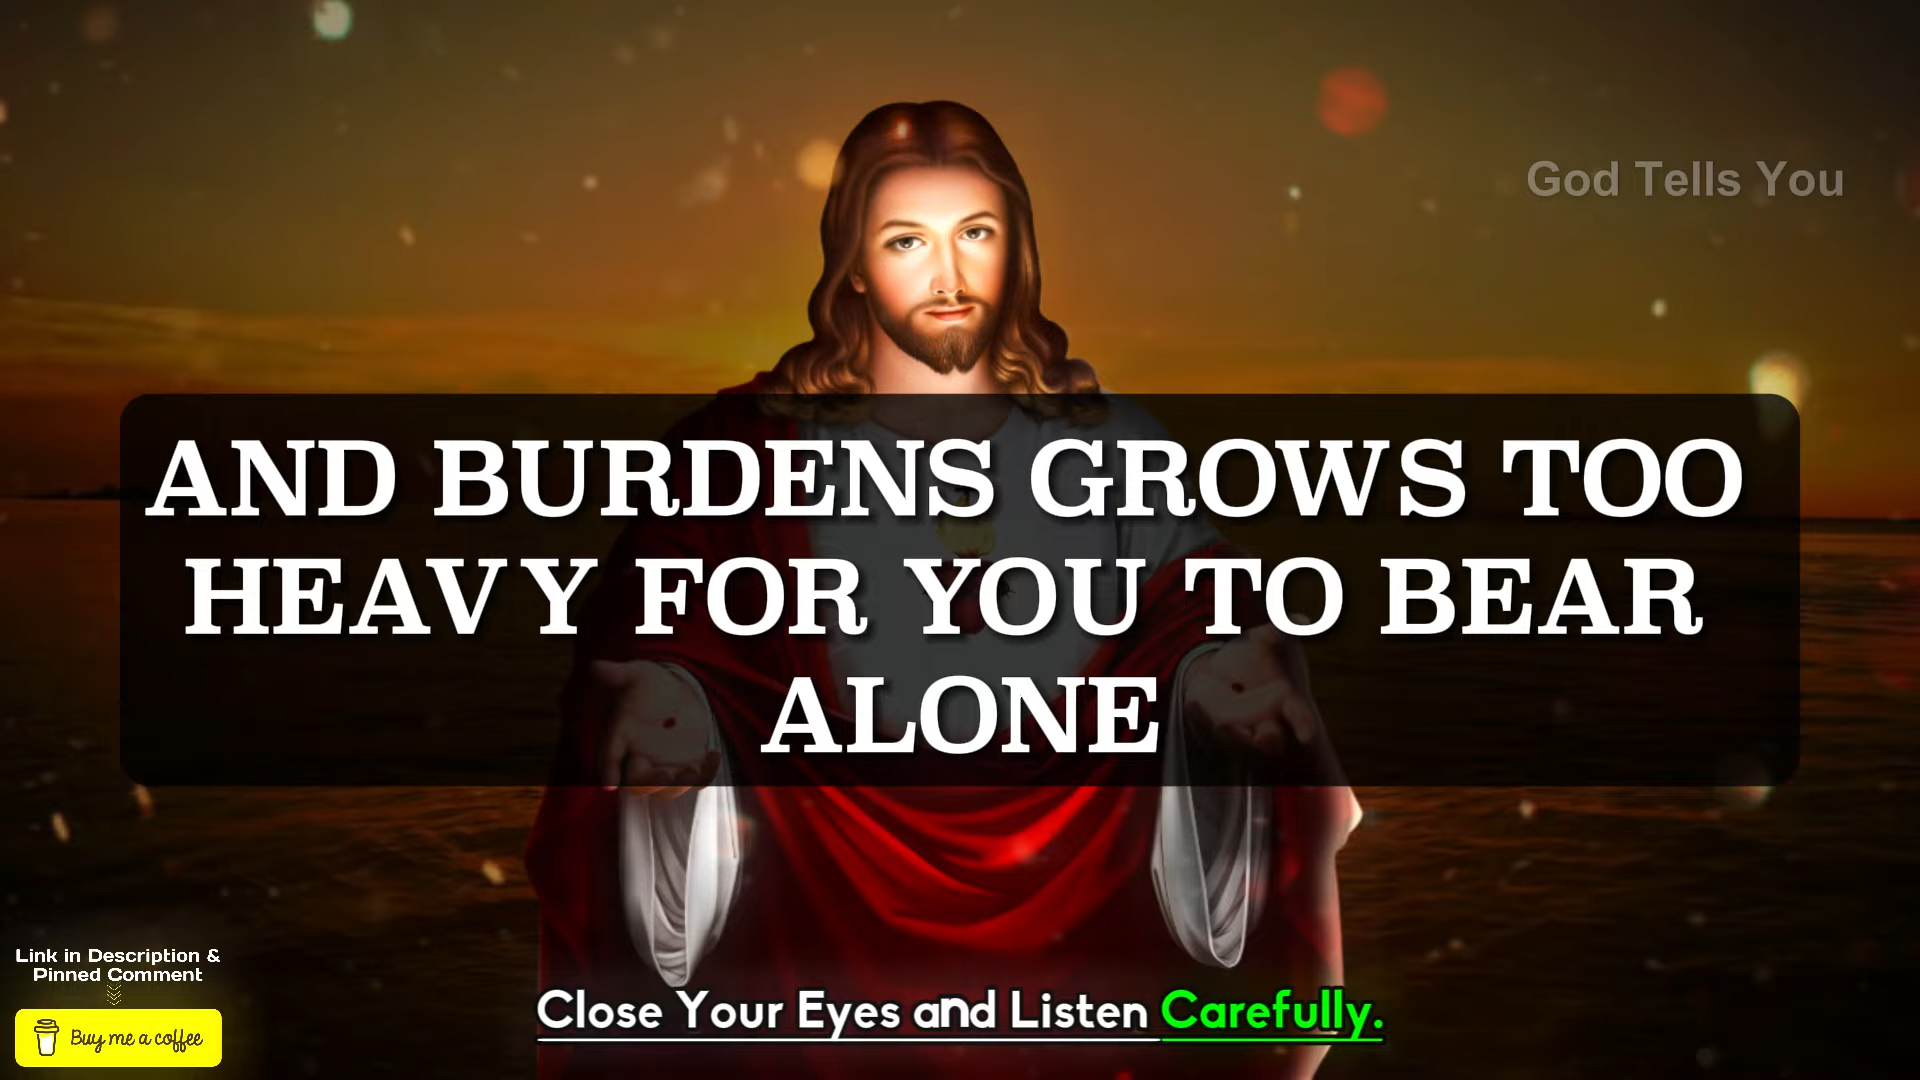 God Tells You
AND BURDENS GROWS TOO
HEAVY FOR YOU TO BEAR
ALONE
Link in Description &
Pinned Comment
Buy me a coffee
Close Your Eyes and Listen Carefully.